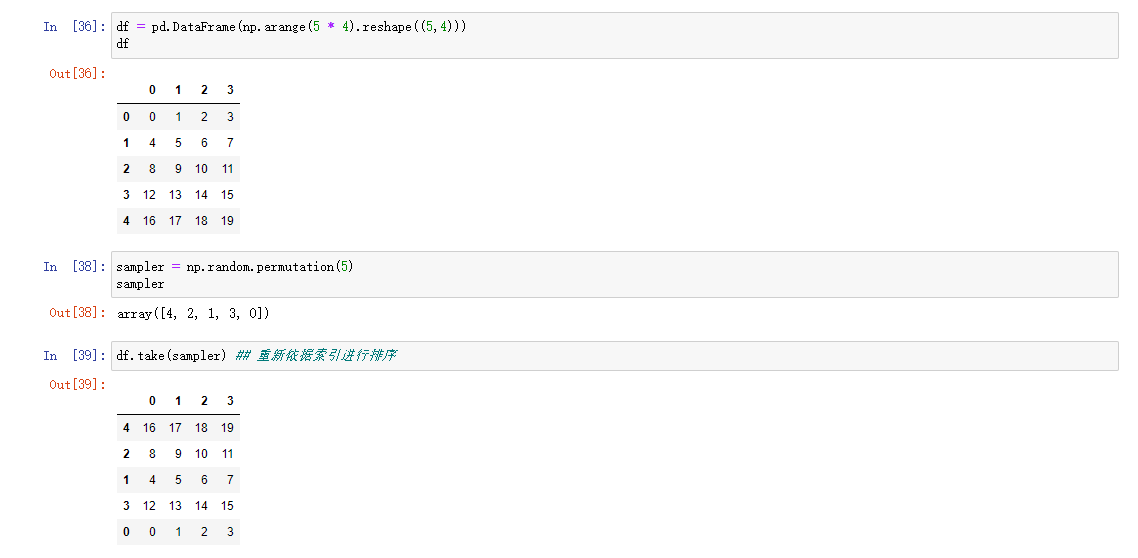 In [36]: df = pd.DataFrame(np.arange(5 * 4).reshape((5,4)))
df
Out[36]:
0 1 2 3
0 0 1 2 3
1 4 5 6 7
2 8 9 10 11
3 12 13 14 15
4 16 17 18 19
In [38]: sampler = np.random.permutation(5)
sampler
Out[38]: array([4, 2, 1, 3, 0])
In [39]: df.take(sampler) ## 重新依据索引进行排序
Out[39]:
0 1 2 3
4 16 17 18 19
2 8 9 10 11
1 4 5 6 7
3 12 13 14 15
0 0 1 2 3